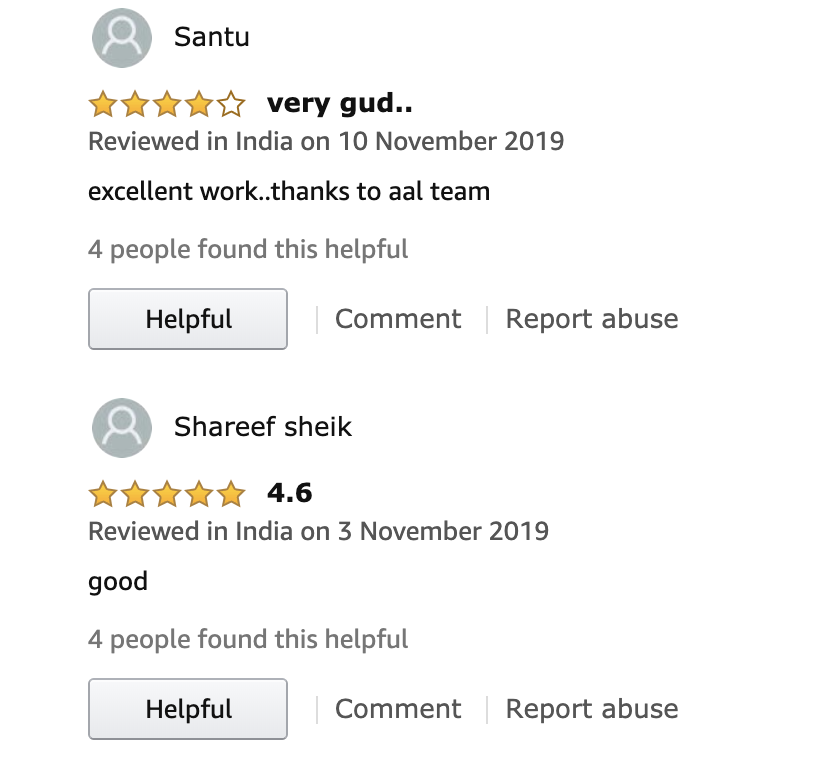 Santu
very gud..
Reviewed in India on 10 November 2019
excellent work..thanks to aal team
4 people found this helpful
Helpful | Comment | Report abuse
Shareef sheik
4.6
Reviewed in India on 3 November 2019
good
4 people found this helpful
Helpful | Comment | Report abuse